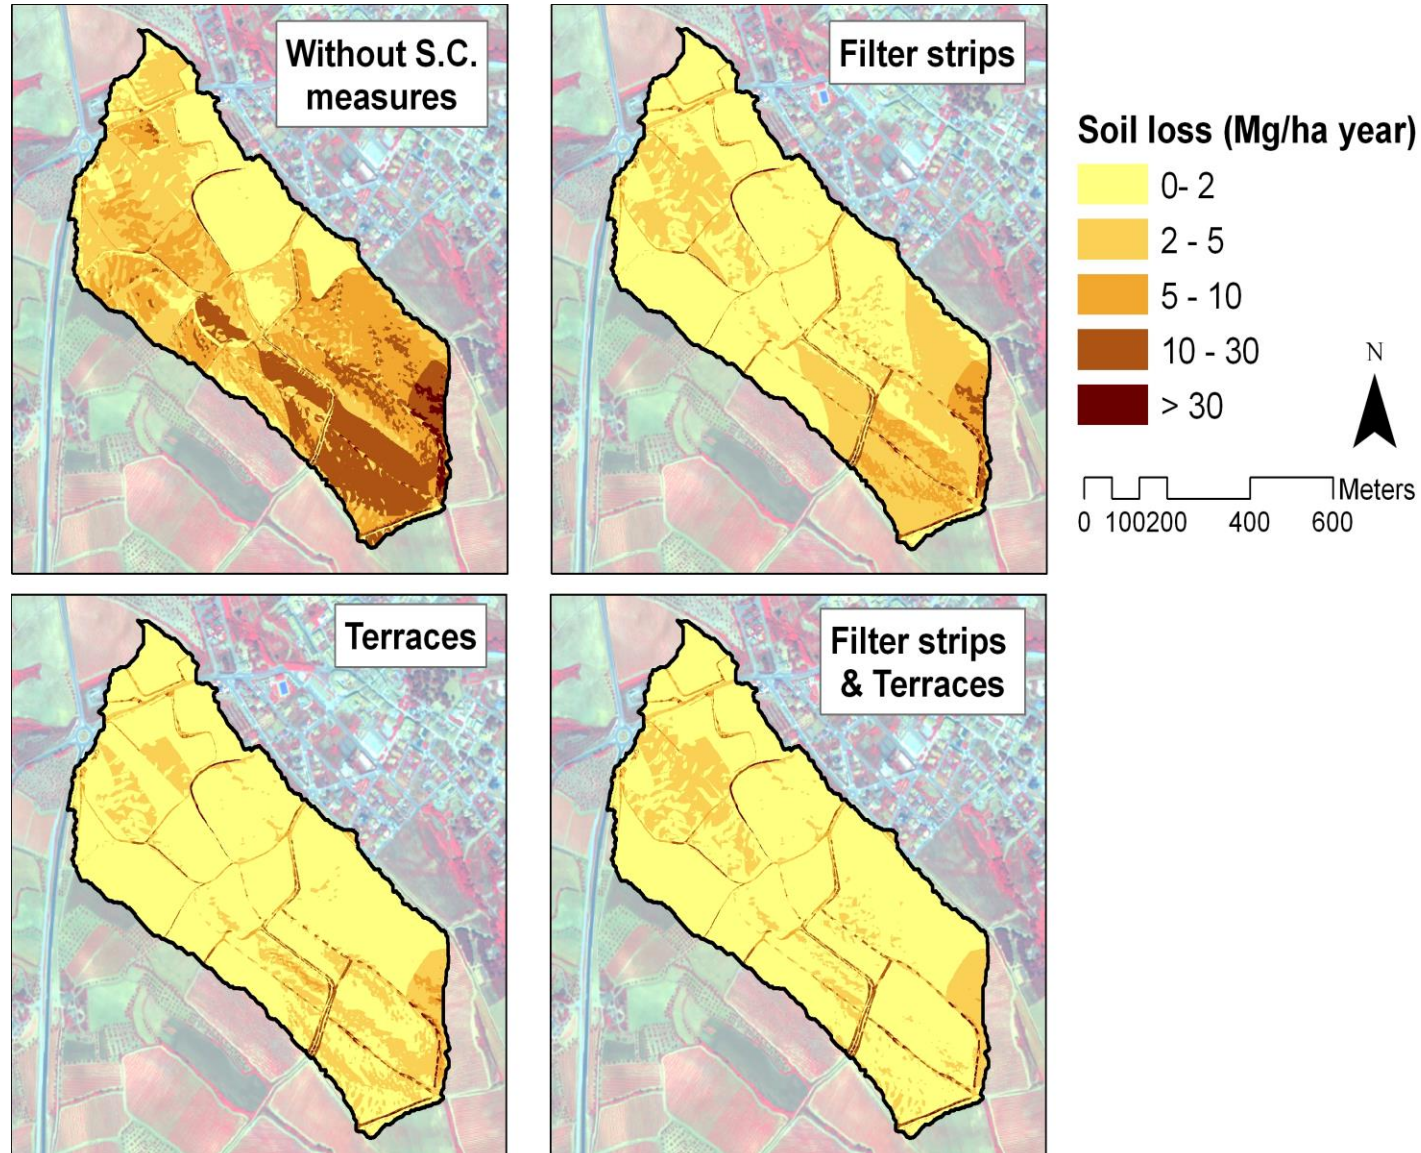 Without S.C.
measures
Filter strips
Soil loss (Mg/ha year)
0- 2
2 - 5
5 - 10
10 - 30
> 30
N
Meters
0 100200 400 600
Terraces
Filter strips
& Terraces